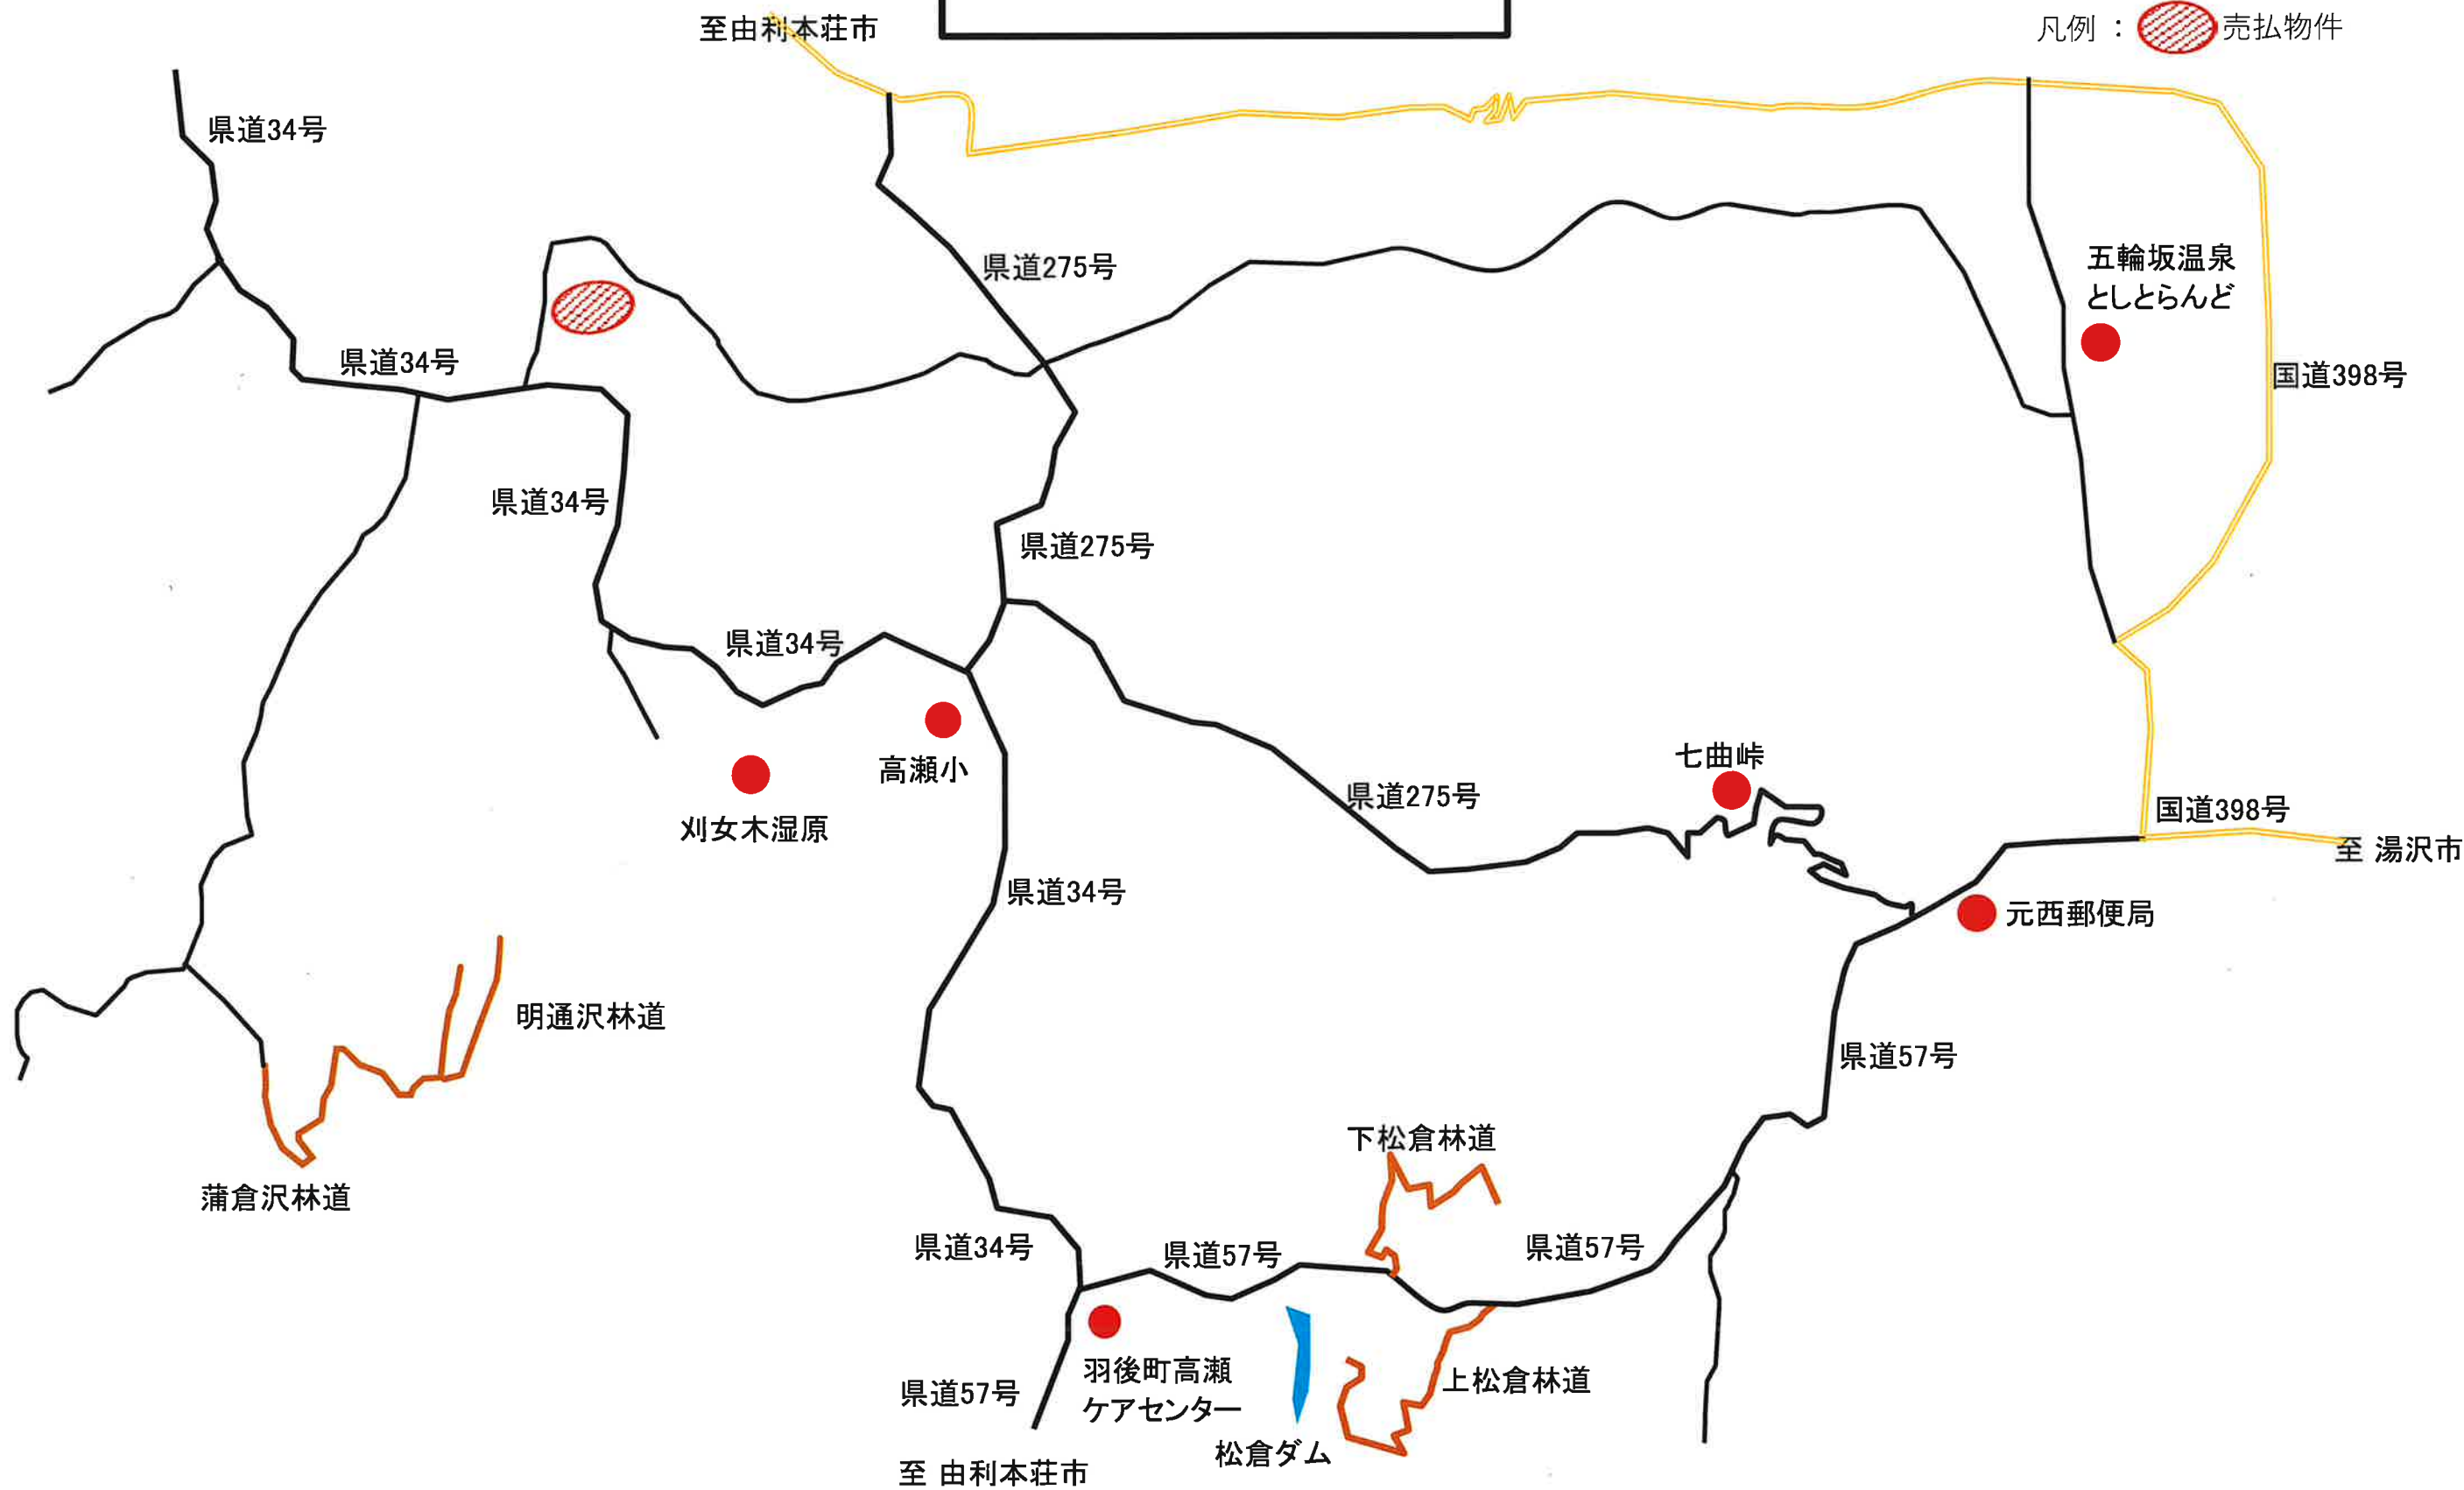 至由利本荘市
凡例 : 売払物件
県道34号
五輪坂温泉
としとらんど
県道275号
県道34号
国道398号
県道34号
県道275号
県道34号
七曲峠
高瀬小
県道275号
国道398号
刈女木湿原
至 湯沢市
県道34号
元西郵便局
明通沢林道
県道57号
下松倉林道
蒲倉沢林道
県道34号
県道57号
県道57号
羽後町高瀬
ケアセンター
上松倉林道
県道57号
松倉ダム
至 由利本荘市